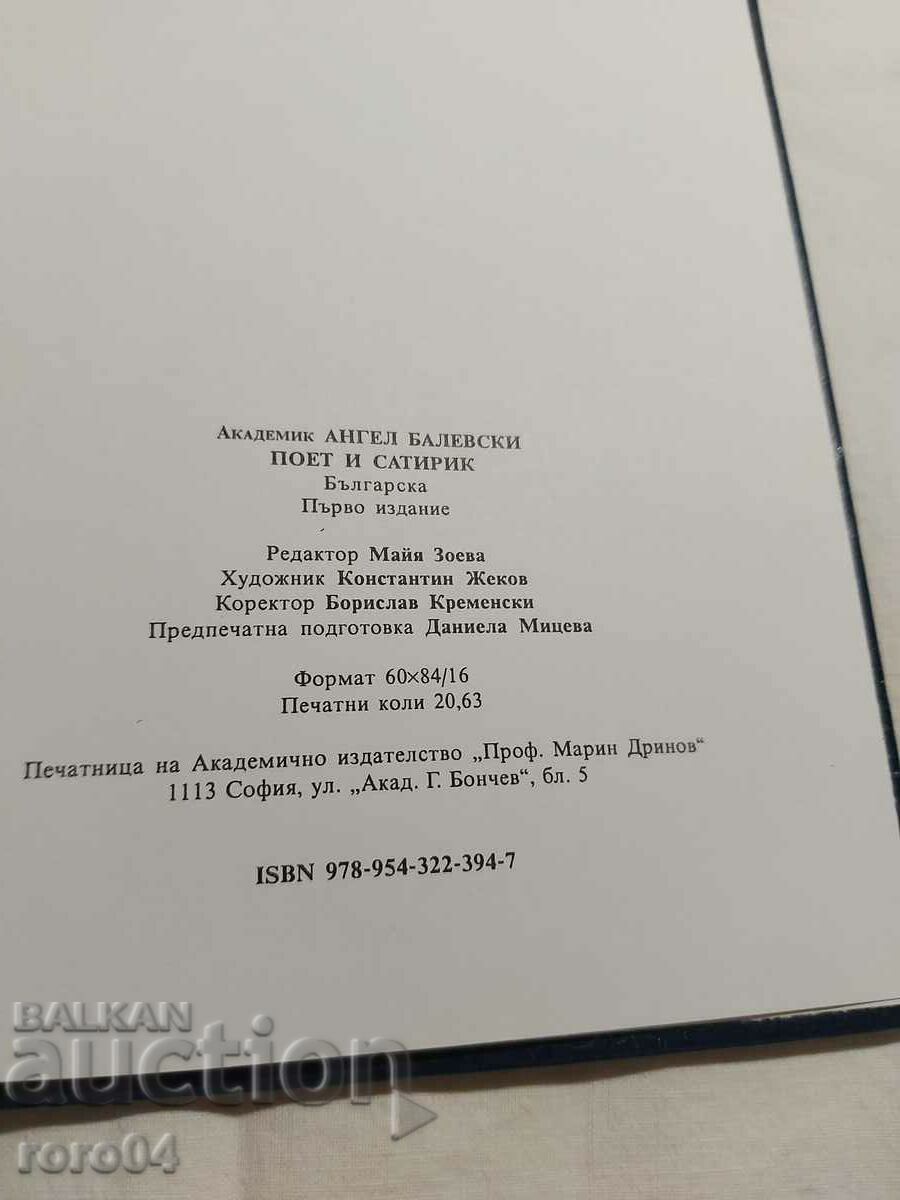 Академик АНГЕЛ БАЛЕВСКИ
ПОЕТ И САТИРИК
Българска
Първо издание
Редактор Майя Зоева
Художник Константин Жеков
Коректор Борислав Кременски
Предпечатна подготовка Даниела Мицева
Формат 60×84/16
Печатни коли 20,63
Печатница на Академично издателство „Проф. Марин Дринов“
1113 София, ул. „Акад. Г. Бончев“, бл. 5
ISBN 978-954-322-394-7
BALKAN
auction
roro04